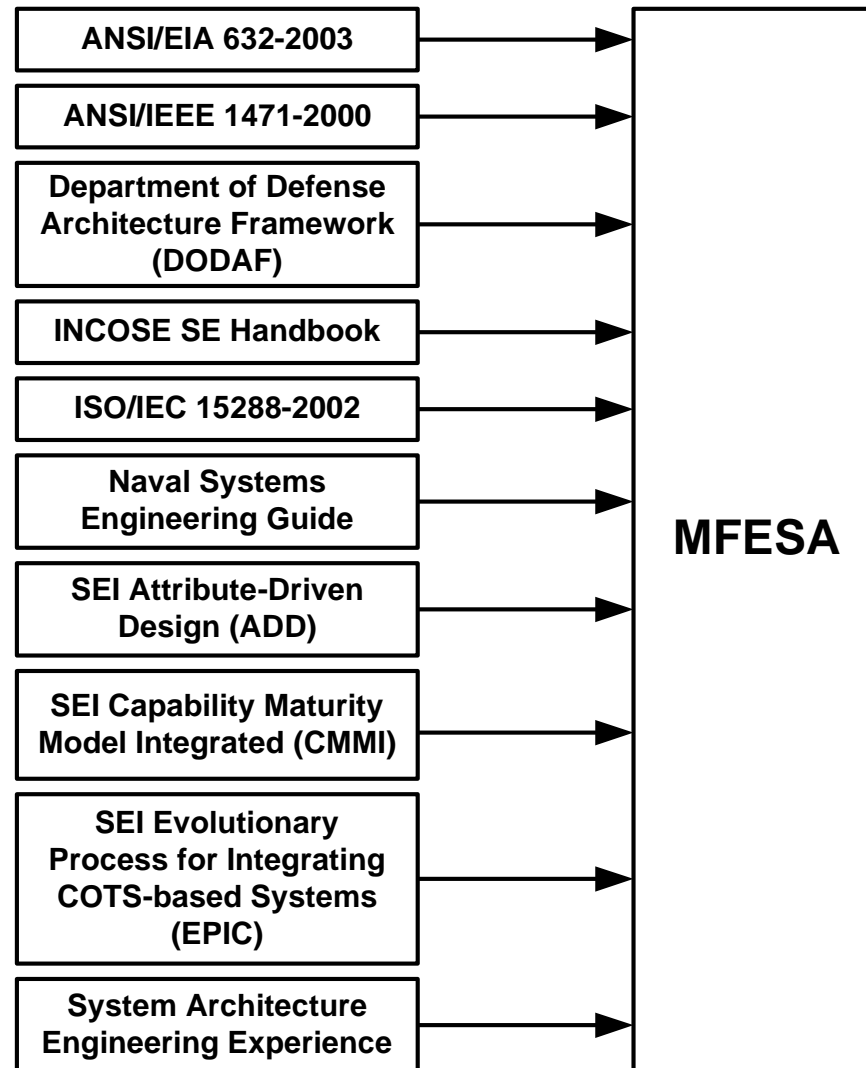 ANSI/EIA 632-2003
ANSI/IEEE 1471-2000
Department of Defense
Architecture Framework
(DODAF)
INCOSE SE Handbook
ISO/IEC 15288-2002
Naval Systems
Engineering Guide
SEI Attribute-Driven
Design (ADD)
SEI Capability Maturity
Model Integrated (CMMI)
SEI Evolutionary
Process for Integrating
COTS-based Systems
(EPIC)
System Architecture
Engineering Experience
MFESA